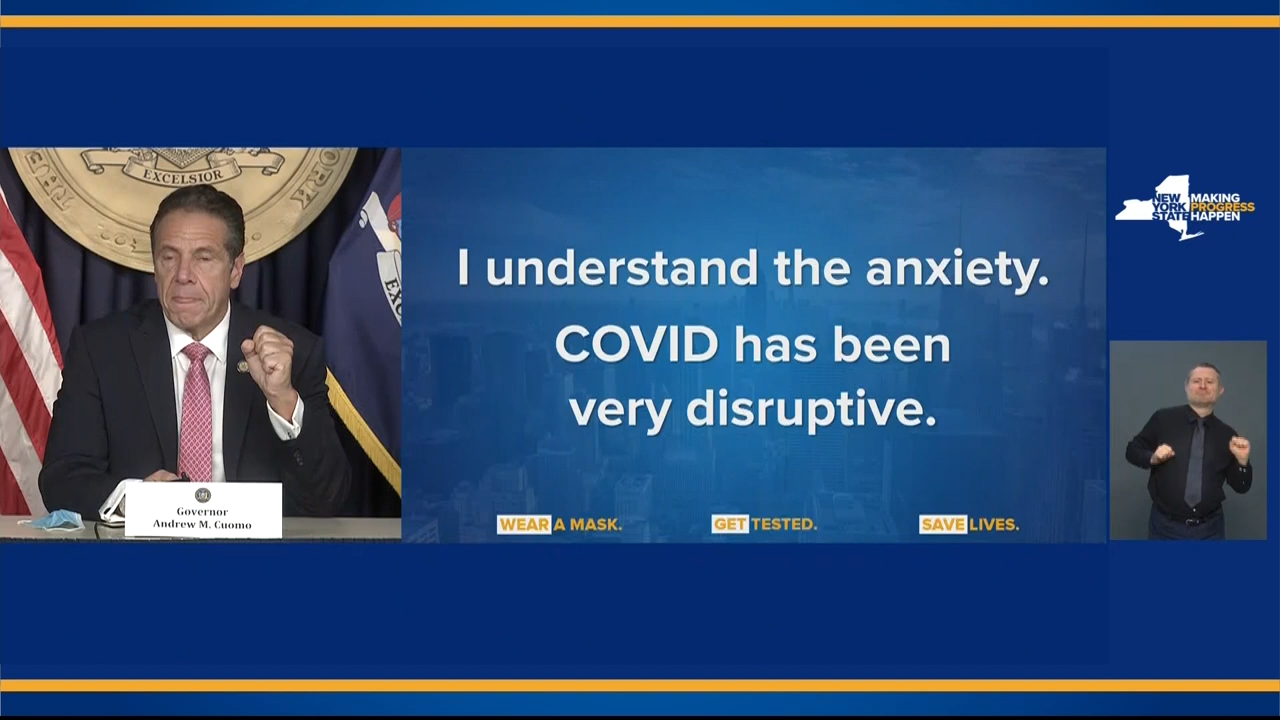 EXCELSIOR
EXC
Governor
Andrew M. Cuomo
I understand the anxiety.
COVID has been
very disruptive.
WEAR A MASK.
GET TESTED.
SAVE LIVES.
NEW YORK STATE
MAKING PROGRESS HAPPEN